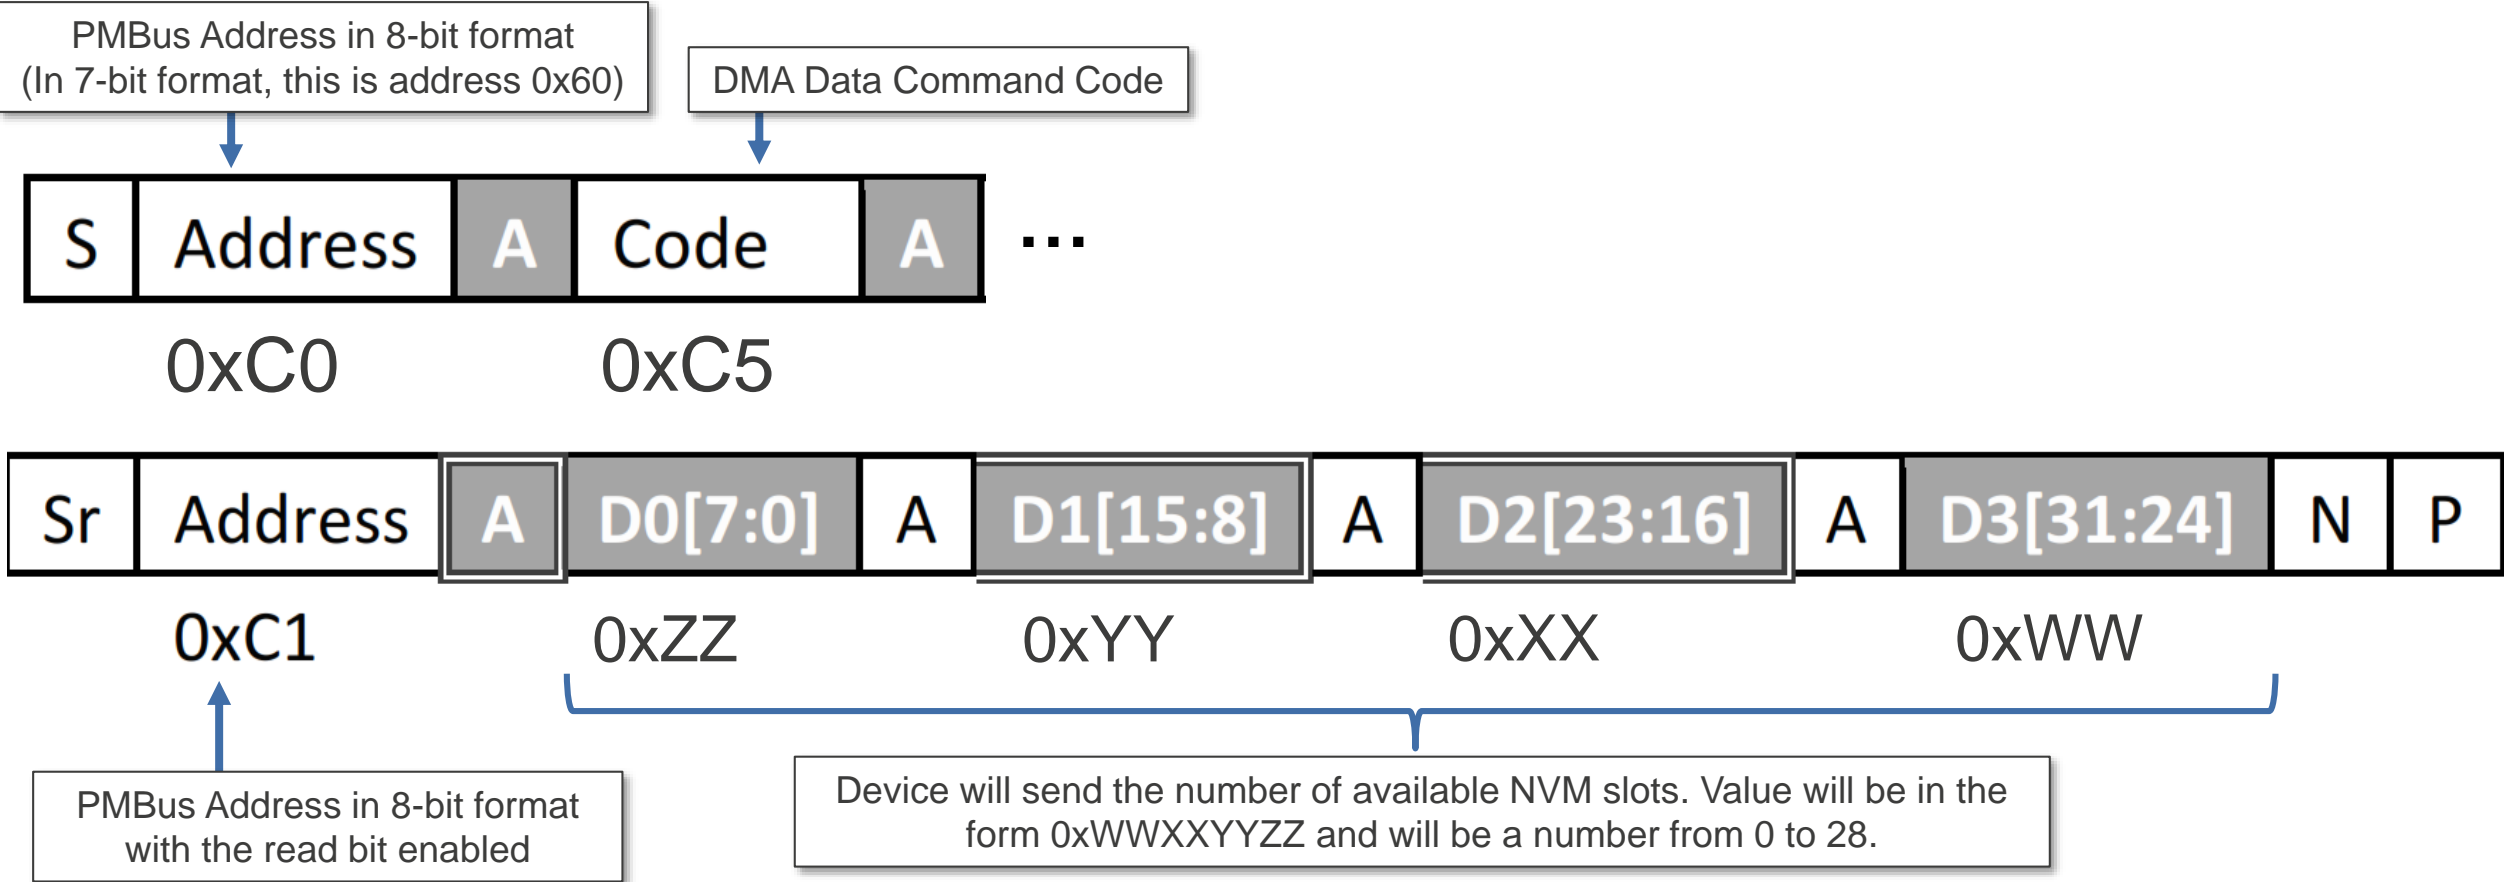 PMBus Address in 8-bit format
(In 7-bit format, this is address 0x60)
DMA Data Command Code
S Address A Code A ...
0xC0 0xC5
Sr Address A D0[7:0] A D1[15:8] A D2[23:16] A D3[31:24] N P
0xC1 0xZZ 0xYY 0xXX 0xWW
PMBus Address in 8-bit format
with the read bit enabled
Device will send the number of available NVM slots. Value will be in the
form 0xWWXXYYZZ and will be a number from 0 to 28.